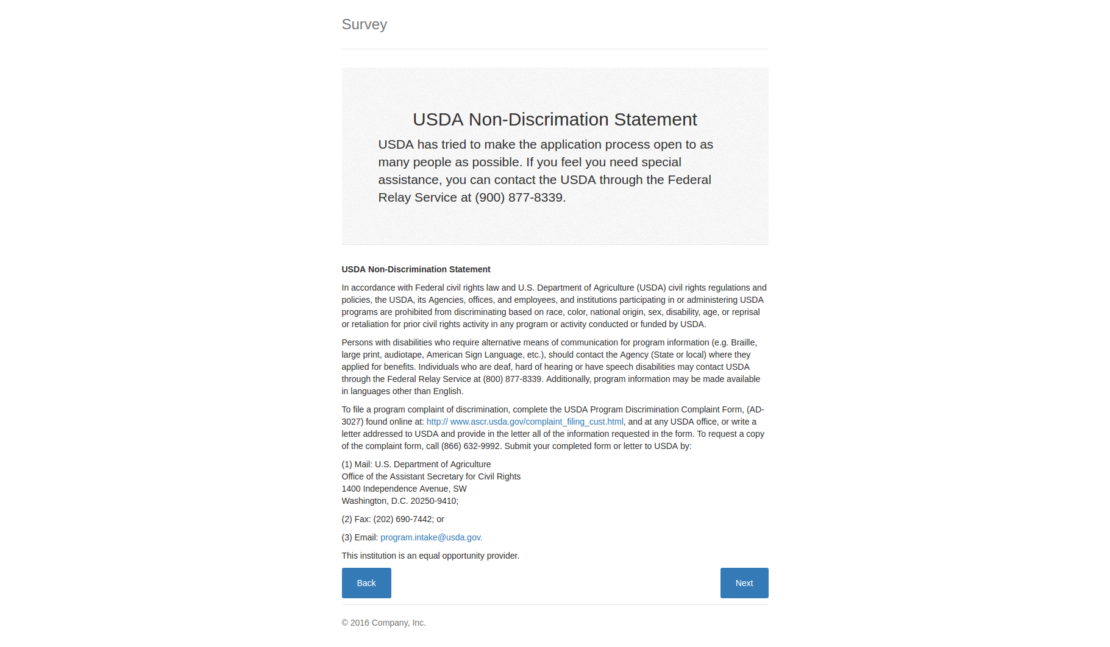 Survey
USDA Non-Discrimation Statement
USDA has tried to make the application process open to as
many people as possible. If you feel you need special
assistance, you can contact the USDA through the Federal
Relay Service at (900) 877-8339.
USDA Non-Discrimination Statement
In accordance with Federal civil rights law and U.S. Department of Agriculture (USDA) civil rights regulations and
policies, the USDA, its Agencies, offices, and employees, and institutions participating in or administering USDA
programs are prohibited from discriminating based on race, color, national origin, sex, disability, age, or reprisal
or retaliation for prior civil rights activity in any program or activity conducted or funded by USDA.
Persons with disabilities who require alternative means of communication for program information (e.g. Braille,
large print, audiotape, American Sign Language, etc.), should contact the Agency (State or local) where they
applied for benefits. Individuals who are deaf, hard of hearing or have speech disabilities may contact USDA
through the Federal Relay Service at (800) 877-8339. Additionally, program information may be made available
in languages other than English.
To file a program complaint of discrimination, complete the USDA Program Discrimination Complaint Form, (AD-
3027) found online at: http:// www.ascr.usda.gov/complaint_filing_cust.html, and at any USDA office, or write a
letter addressed to USDA and provide in the letter all of the information requested in the form. To request a copy
of the complaint form, call (866) 632-9992. Submit your completed form or letter to USDA by:
(1) Mail: U.S. Department of Agriculture
Office of the Assistant Secretary for Civil Rights
1400 Independence Avenue, SW
Washington, D.C. 20250-9410;
(2) Fax: (202) 690-7442; or
(3) Email: program.intake@usda.gov.
This institution is an equal opportunity provider.
Back
Next
© 2016 Company, Inc.